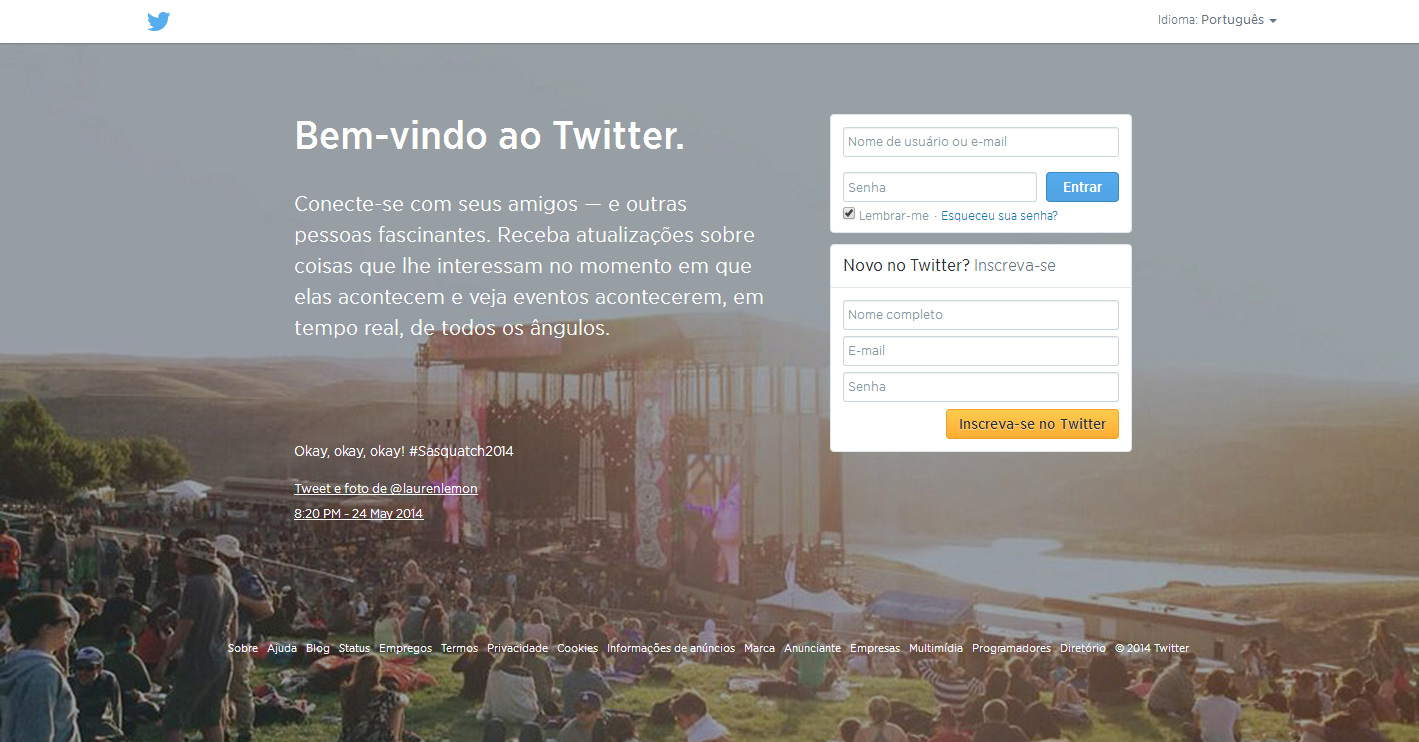 Idioma: Português
Bem-vindo ao Twitter.
Conecte-se com seus amigos — e outras
pessoas fascinantes. Receba atualizações sobre
coisas que lhe interessam no momento em que
elas acontecem e veja eventos acontecerem, em
tempo real, de todos os ângulos.
Okay, okay, okay! #Sasquatch2014
Tweet e foto de @laurenlemon
8:20 PM - 24 May 2014
Nome de usuário ou e-mail
Senha
Entrar
Lembrar-me · Esqueceu sua senha?
Novo no Twitter? Inscreva-se
Nome completo
E-mail
Senha
Inscreva-se no Twitter
Sobre Ajuda Blog Status Empregos Termos Privacidade Cookies Informações de anúncios Marca Anunciante Empresas Multimídia Programadores Diretório © 2014 Twitter